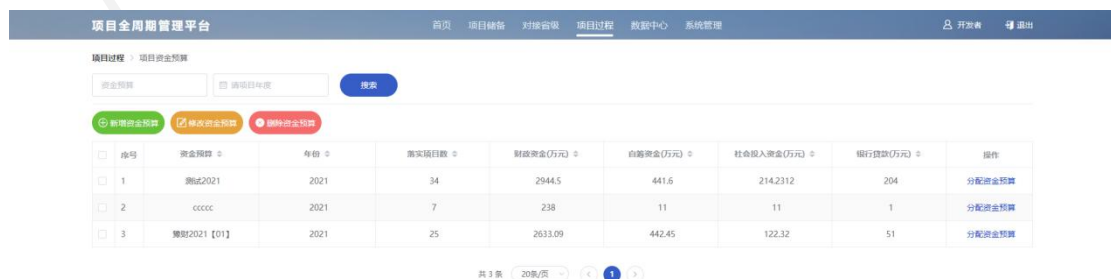 项目全周期管理平台 首页 项目储备 对接省级 项目过程 数据中心 系统管理 开发者 退出
项目过程 > 项目资金预算
资金预算 请项目年度 搜索
新增资金预算 修改资金预算 删除资金预算
序号 资金预算 年份 落实项目数 财政资金(万元) 自筹资金(万元) 社会投入资金(万元) 银行贷款(万元) 操作
1 测试2021 2021 34 2944.5 441.6 214.2312 204 分配资金预算
2 ccccc 2021 7 238 11 11 1 分配资金预算
3 豫财2021【01】 2021 25 2633.09 442.45 122.32 51 分配资金预算
共 3 条 20条/页 < 1 >